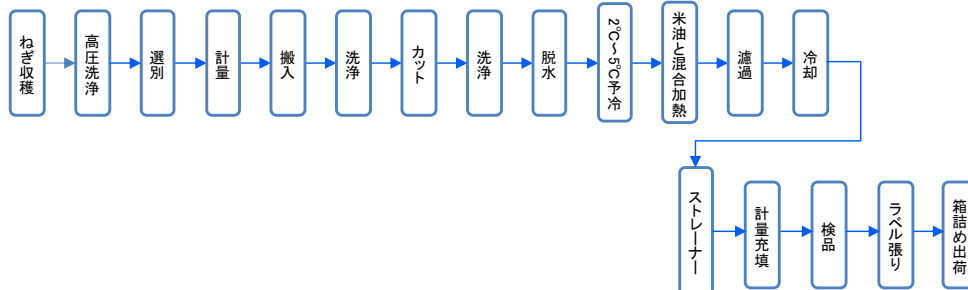 ねぎ収穫
高圧洗浄
選別
計量
搬入
洗浄
カット
洗浄
脱水
2℃～5℃予冷
米油と混合加熱
濾過
冷却
ストレーナー
計量充填
検品
ラベル張り
箱詰め出荷